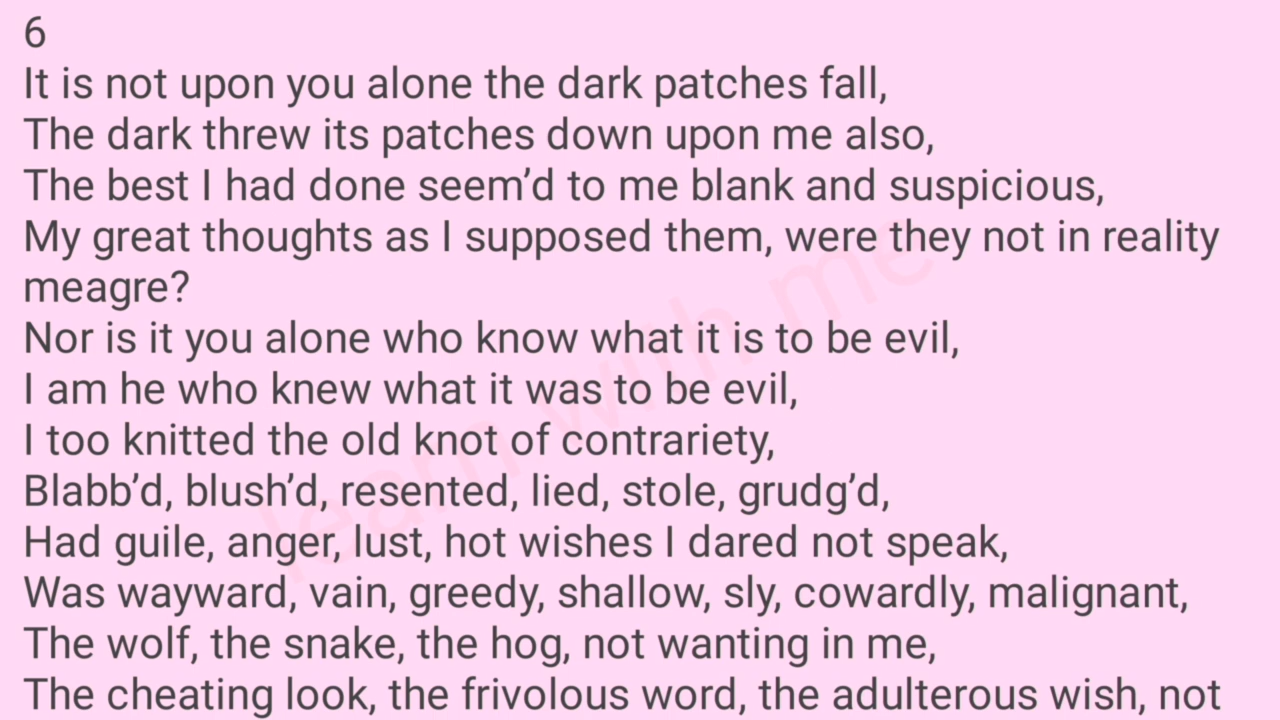 6
It is not upon you alone the dark patches fall,
The dark threw its patches down upon me also,
The best I had done seem’d to me blank and suspicious,
My great thoughts as I supposed them, were they not in reality
meagre?
Nor is it you alone who know what it is to be evil,
I am he who knew what it was to be evil,
I too knitted the old knot of contrariety,
Blabb’d, blush’d, resented, lied, stole, grudg’d,
Had guile, anger, lust, hot wishes I dared not speak,
Was wayward, vain, greedy, shallow, sly, cowardly, malignant,
The wolf, the snake, the hog, not wanting in me,
The cheating look, the frivolous word, the adulterous wish, not
learn with me